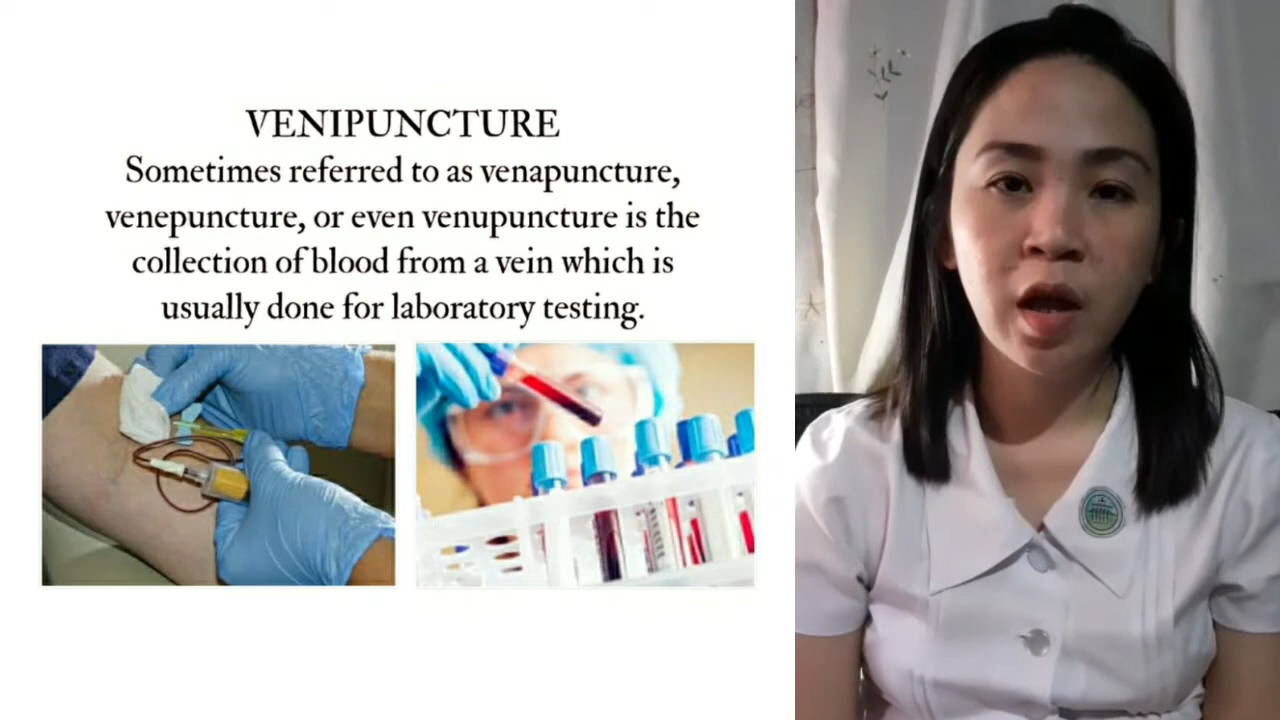 VENIPUNCTURE
Sometimes referred to as venapuncture,
venepuncture, or even venupuncture is the
collection of blood from a vein which is
usually done for laboratory testing.